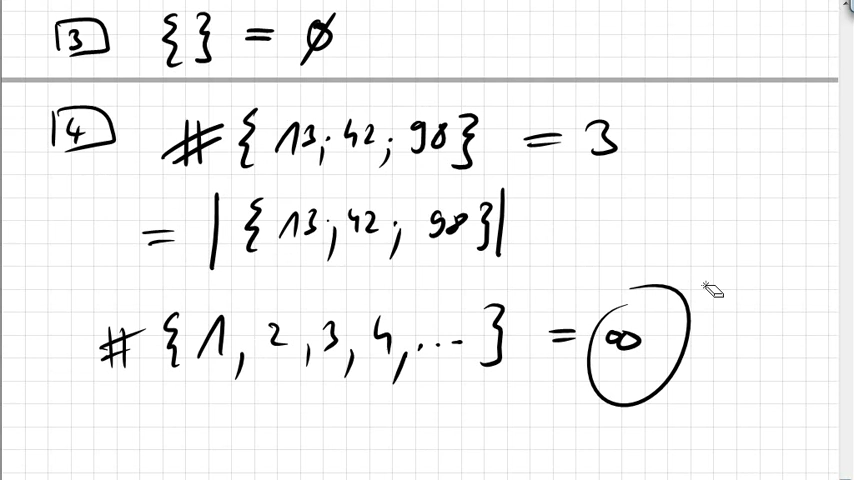 3 {} = ∅
4 #{13; 42; 98} = 3
= |{13; 42; 98}|
#{1, 2, 3, 4, ...} = ∞